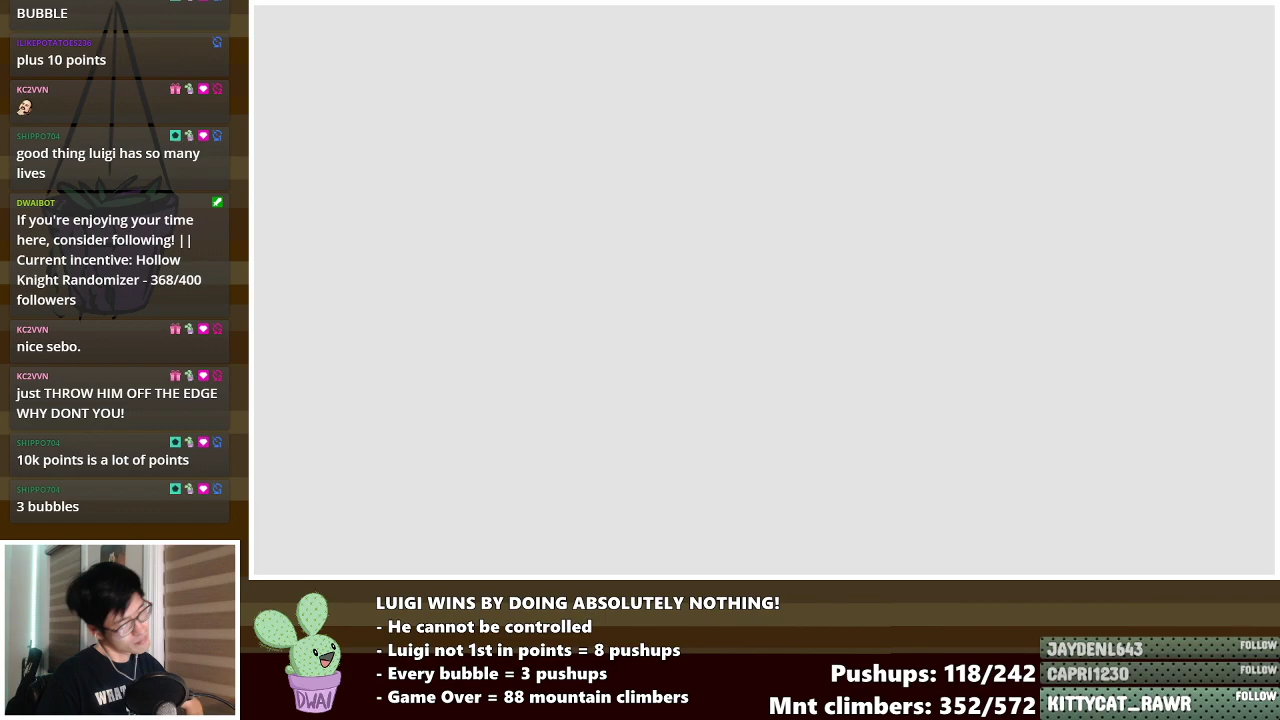 BUBBLE
ILIKEPOTATOES236
plus 10 points
KC2VVN
SHIPPO704
good thing luigi has so many
lives
DWAIBOT
If you're enjoying your time
here, consider following! ||
Current incentive: Hollow
Knight Randomizer - 368/400
followers
KC2VVN
nice sebo.
KC2VVN
just THROW HIM OFF THE EDGE
WHY DONT YOU!
SHIPPO704
10k points is a lot of points
SHIPPO704
3 bubbles
WHAT
DWAI
LUIGI WINS BY DOING ABSOLUTELY NOTHING!
- He cannot be controlled
- Luigi not 1st in points = 8 pushups
- Every bubble = 3 pushups
- Game Over = 88 mountain climbers
Pushups: 118/242
Mnt climbers: 352/572
JAYDENL643 FOLLOW
CAPRI1230 FOLLOW
KITTYCAT_RAWR FOLLOW